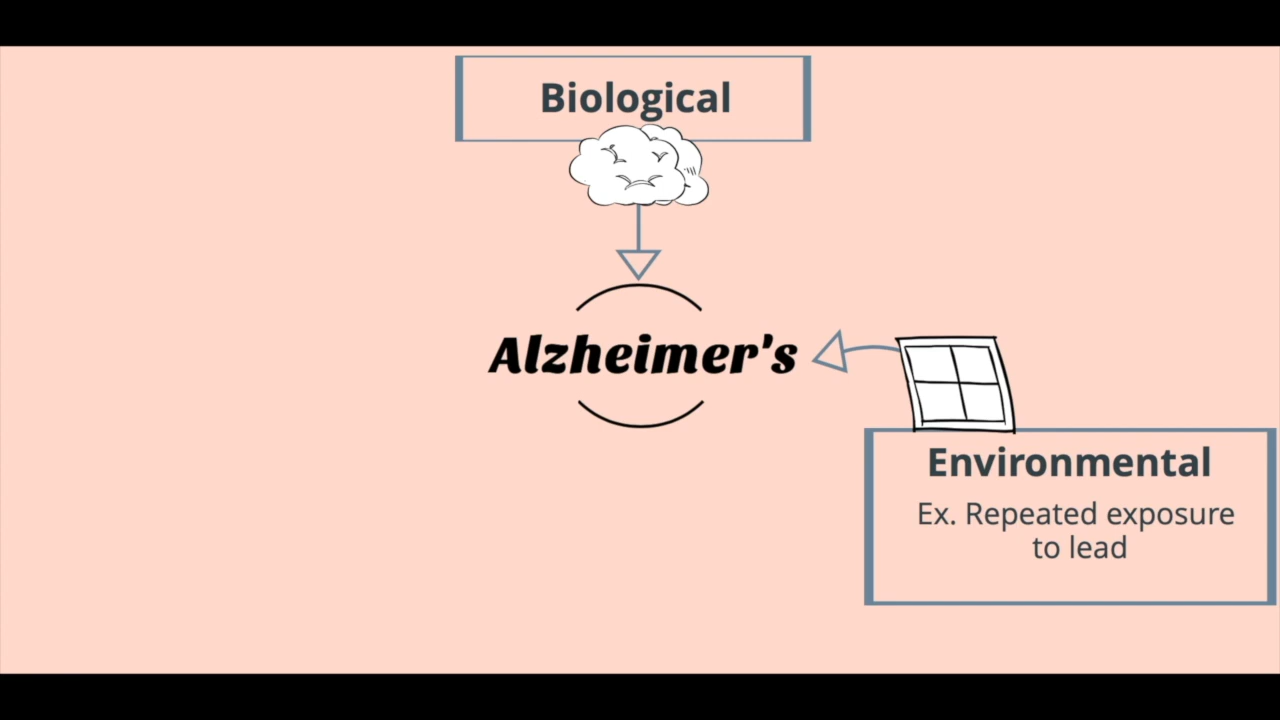 Biological
Alzheimer's
Environmental
Ex. Repeated exposure
to lead